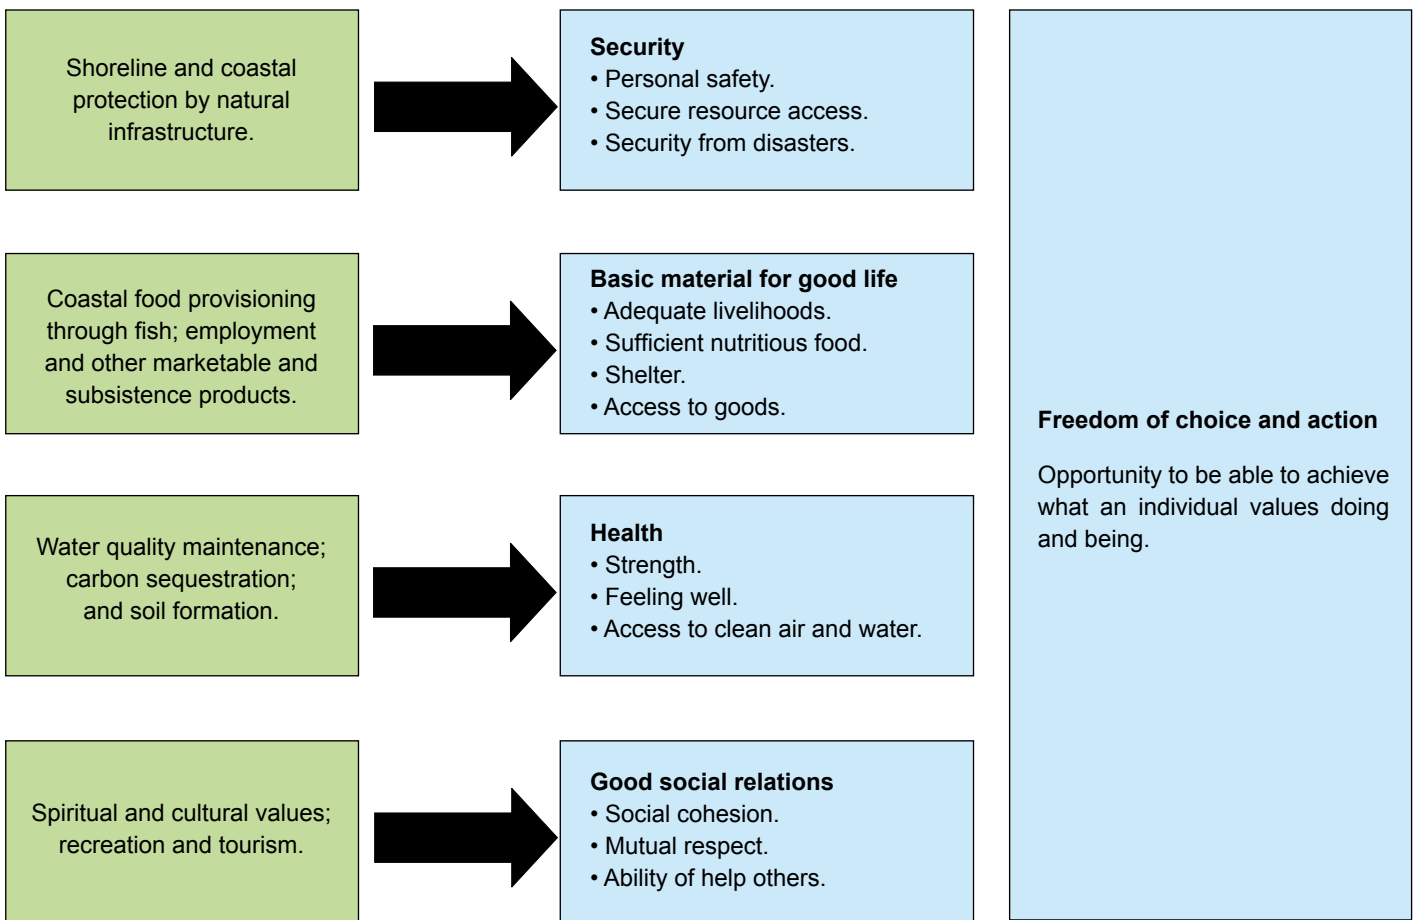 Shoreline and coastal
protection by natural
infrastructure.
Security
• Personal safety.
• Secure resource access.
• Security from disasters.
Coastal food provisioning
through fish; employment
and other marketable and
subsistence products.
Basic material for good life
• Adequate livelihoods.
• Sufficient nutritious food.
• Shelter.
• Access to goods.
Water quality maintenance;
carbon sequestration;
and soil formation.
Health
• Strength.
• Feeling well.
• Access to clean air and water.
Spiritual and cultural values;
recreation and tourism.
Good social relations
• Social cohesion.
• Mutual respect.
• Ability of help others.
Freedom of choice and action
Opportunity to be able to achieve
what an individual values doing
and being.